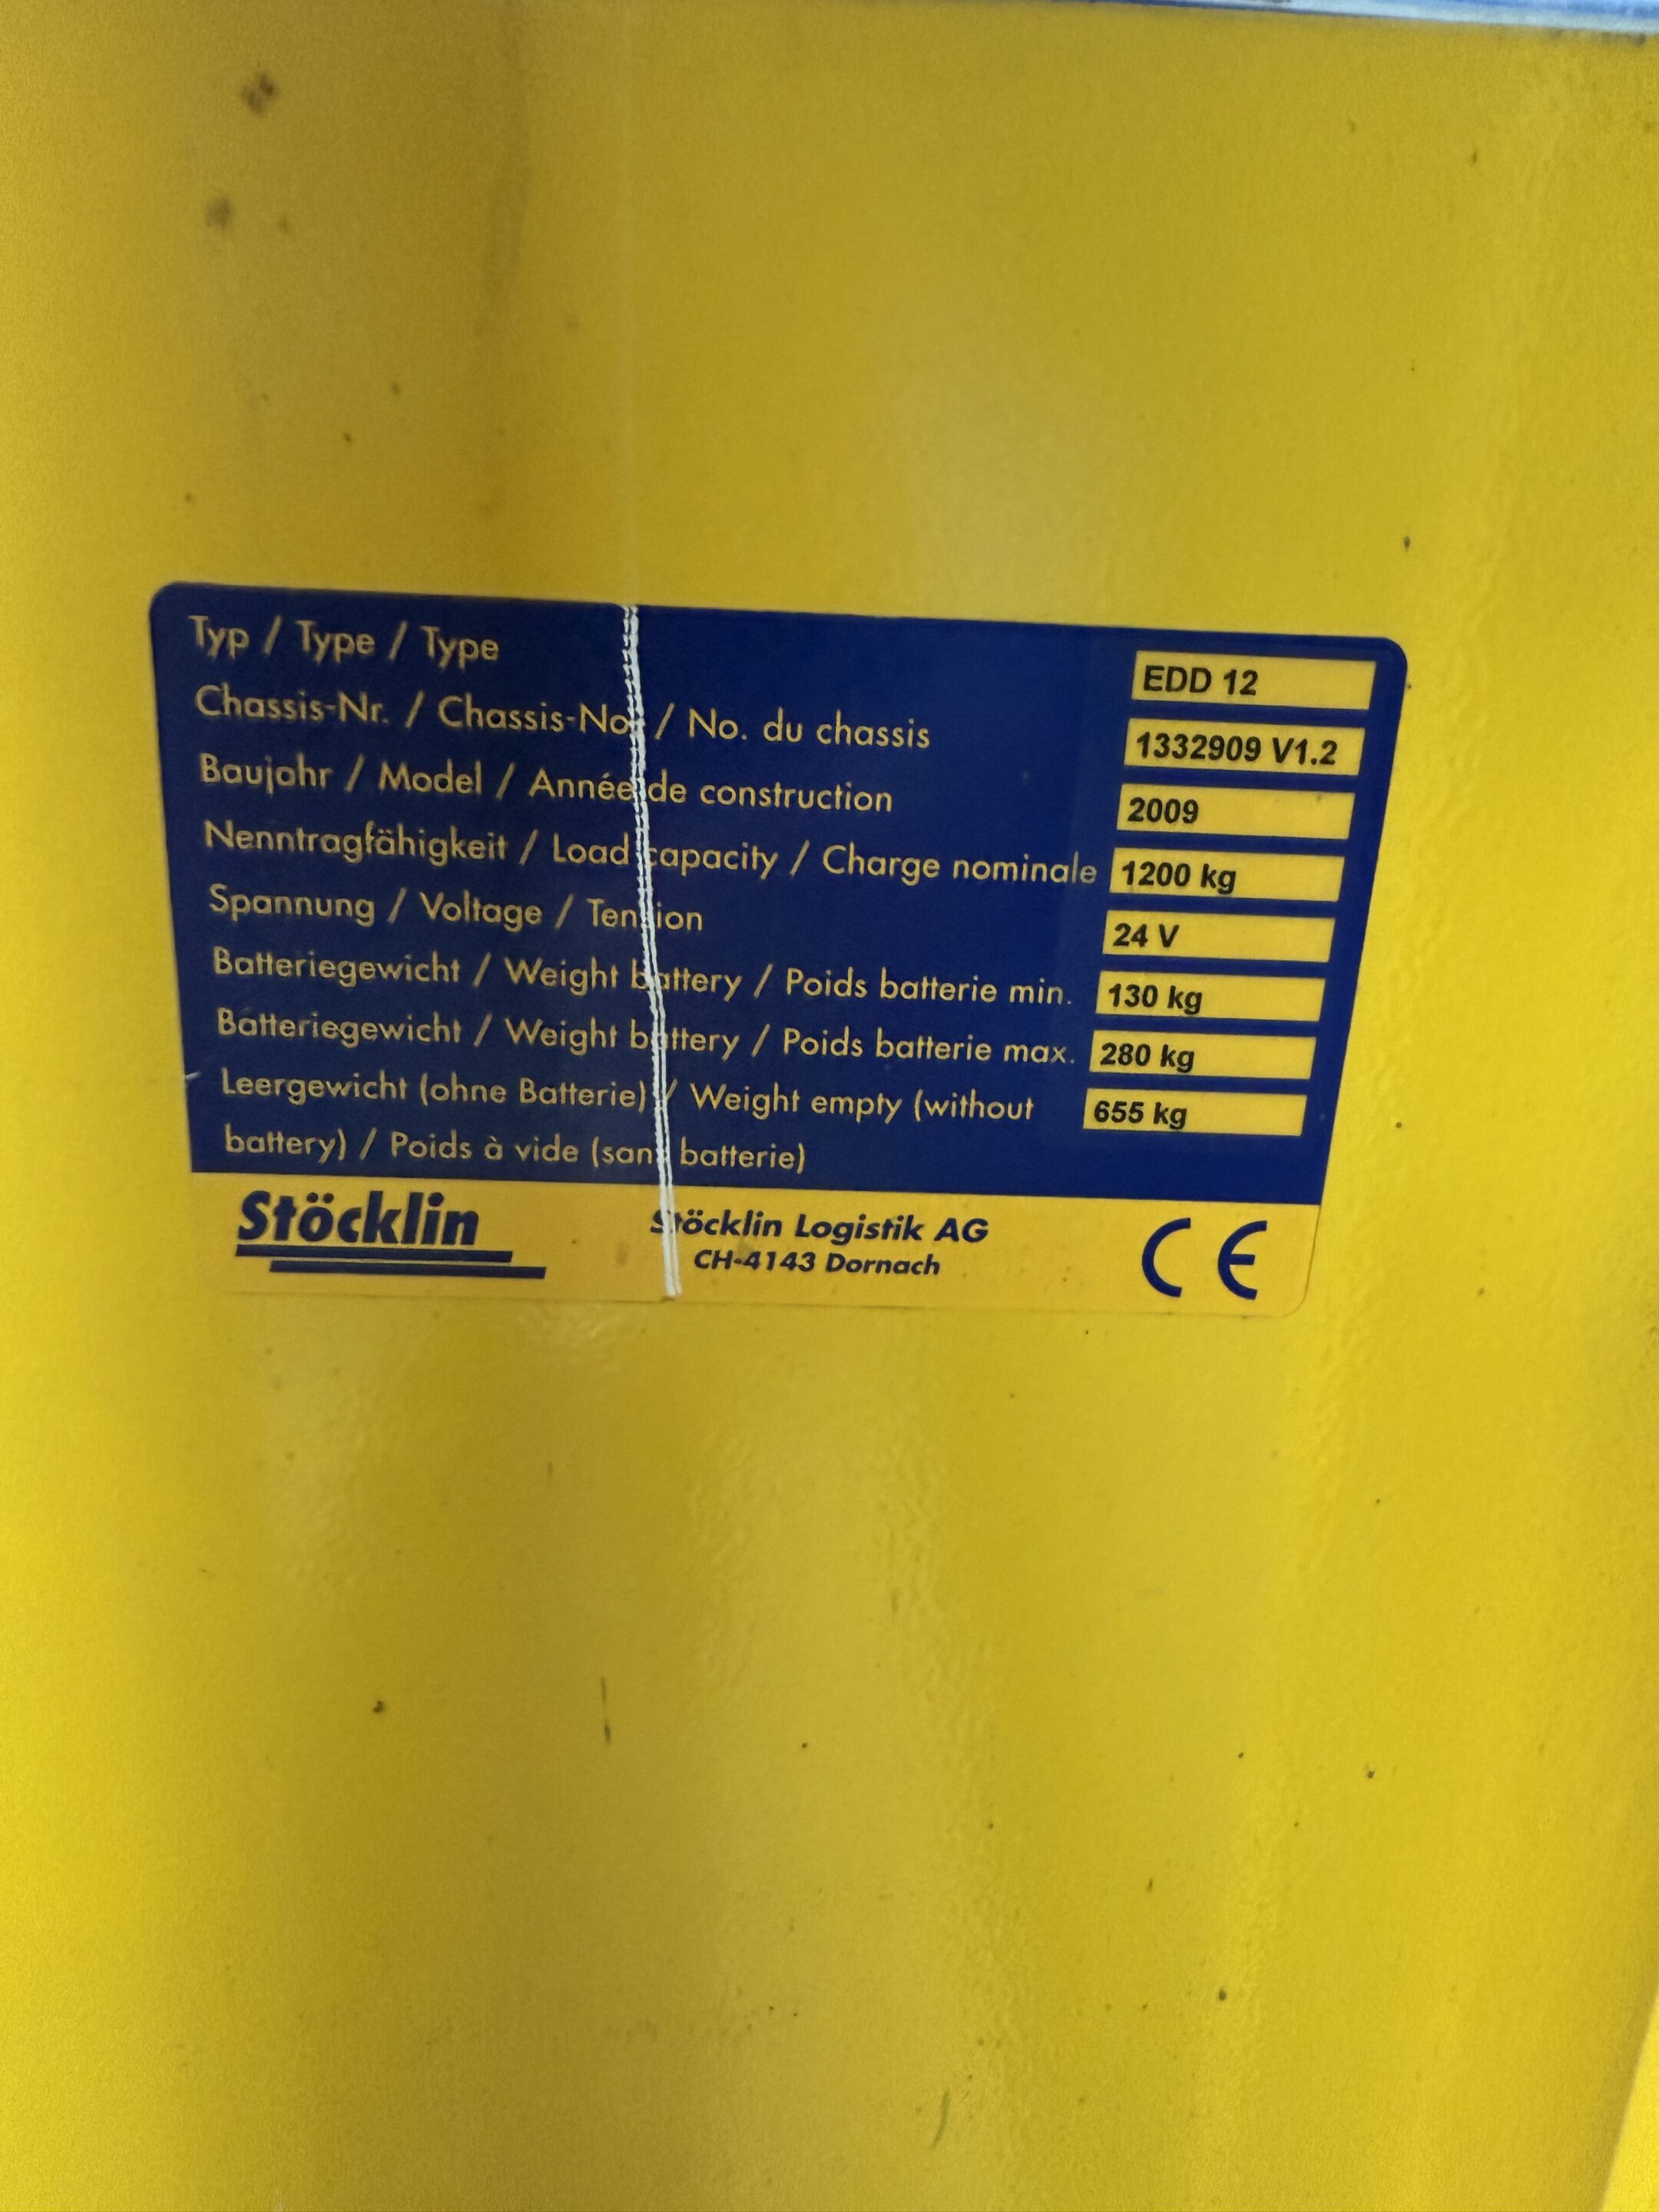 Typ / Type / Type EDD 12
Chassis-Nr. / Chassis-No. / No. du chassis 1332909 V1.2
Baujahr / Model / Année de construction 2009
Nenntragfähigkeit / Load capacity / Charge nominale 1200 kg
Spannung / Voltage / Tension 24 V
Batteriegewicht / Weight battery / Poids batterie min. 130 kg
Batteriegewicht / Weight battery / Poids batterie max. 280 kg
Leergewicht (ohne Batterie) / Weight empty (without 655 kg
battery) / Poids à vide (sans batterie)
Stöcklin Stöcklin Logistik AG CE
CH-4143 Dornach